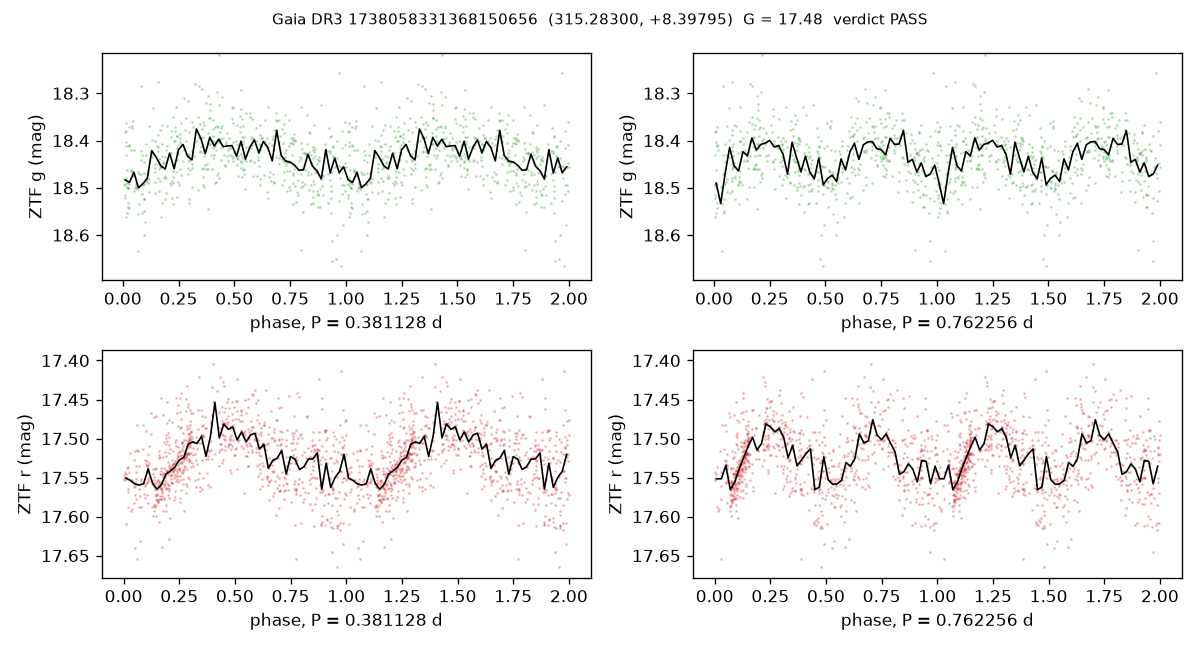 Gaia DR3 1738058331368150656 (315.28300, +8.39795) G = 17.48 verdict PASS
ZTF g (mag)
18.3
18.4
18.5
18.6
0.00 0.25 0.50 0.75 1.00 1.25 1.50 1.75 2.00
phase, P = 0.381128 d
ZTF g (mag)
18.3
18.4
18.5
18.6
0.00 0.25 0.50 0.75 1.00 1.25 1.50 1.75 2.00
phase, P = 0.762256 d
ZTF r (mag)
17.40
17.45
17.50
17.55
17.60
17.65
0.00 0.25 0.50 0.75 1.00 1.25 1.50 1.75 2.00
phase, P = 0.381128 d
ZTF r (mag)
17.40
17.45
17.50
17.55
17.60
17.65
0.00 0.25 0.50 0.75 1.00 1.25 1.50 1.75 2.00
phase, P = 0.762256 d